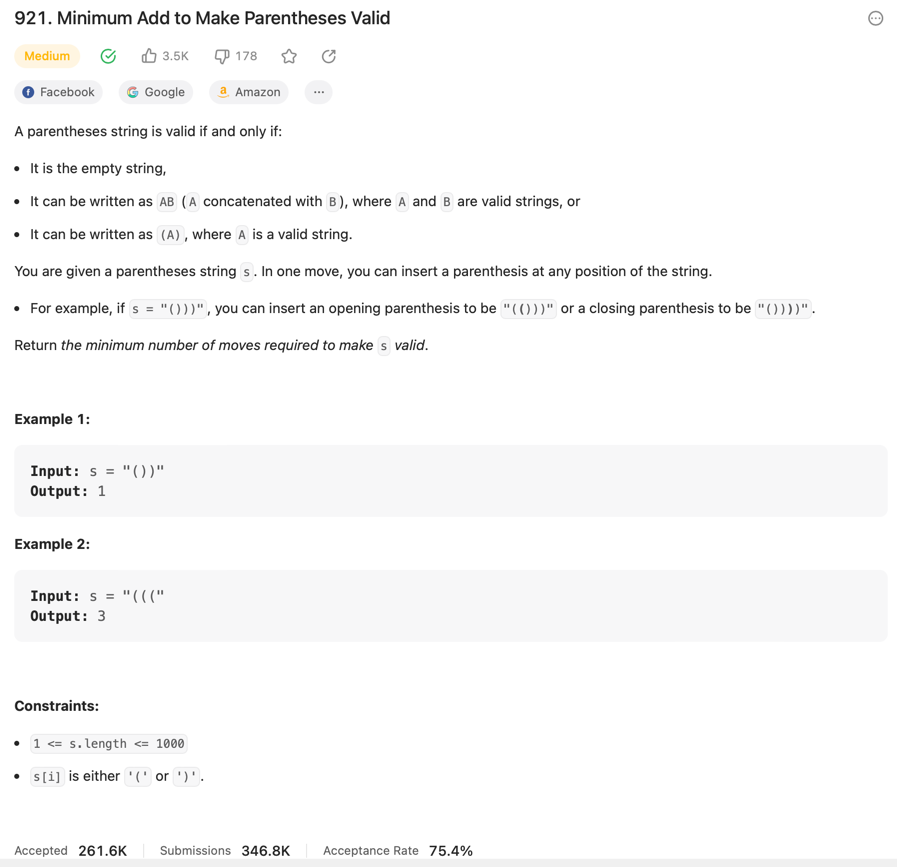 921. Minimum Add to Make Parentheses Valid
Medium 3.5K 178
Facebook Google Amazon ...
A parentheses string is valid if and only if:
• It is the empty string,
• It can be written as AB (A concatenated with B), where A and B are valid strings, or
• It can be written as (A), where A is a valid string.
You are given a parentheses string s. In one move, you can insert a parenthesis at any position of the string.
• For example, if s = "()))", you can insert an opening parenthesis to be "(()))" or a closing parenthesis to be "())))".
Return the minimum number of moves required to make s valid.
Example 1:
Input: s = "())"
Output: 1
Example 2:
Input: s = "((("
Output: 3
Constraints:
• 1 <= s.length <= 1000
• s[i] is either '(' or ')'.
Accepted 261.6K Submissions 346.8K Acceptance Rate 75.4%